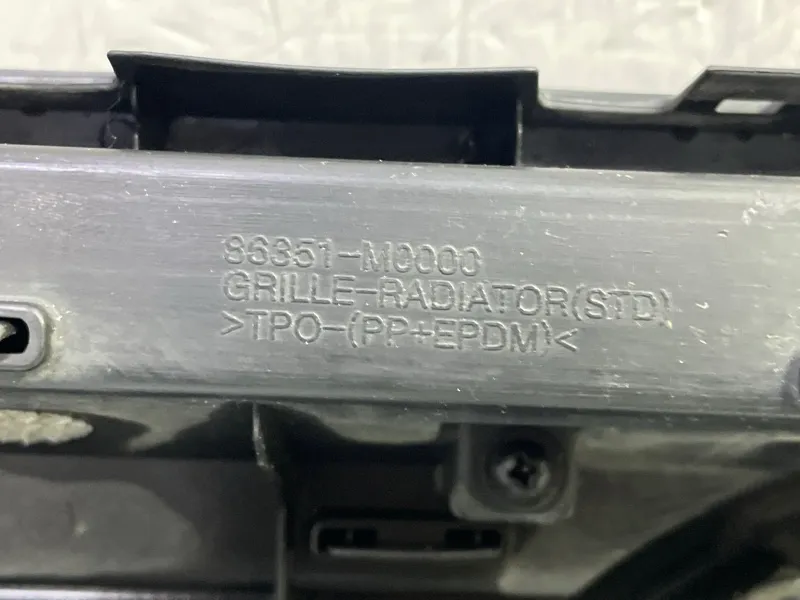 86351-M0000
GRILLE-RADIATOR(STD)
>TPO-(PP+EPDM)<